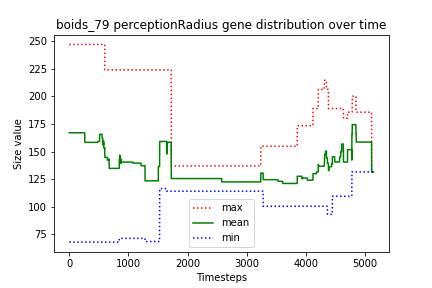 boids_79 perceptionRadius gene distribution over time
Size value
250
225
200
175
150
125
100
75
max
mean
min
0
1000
2000
3000
4000
5000
Timesteps